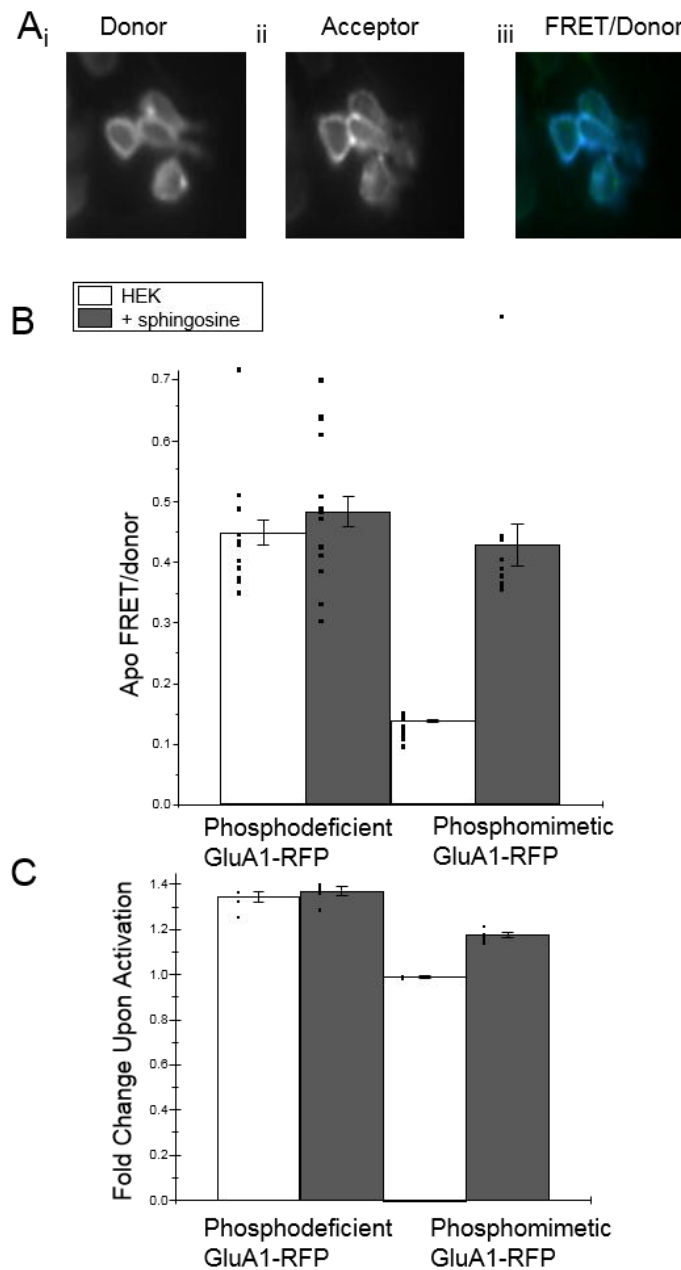 Ai Donor ii Acceptor iii FRET/Donor
HEK
+ sphingosine
B
Apo FRET/donor
0.7
0.6
0.5
0.4
0.3
0.2
0.1
0.0
Phosphodeficient Phosphomimetic
GluA1-RFP GluA1-RFP
C
Fold Change Upon Activation
1.4
1.2
1.0
0.8
0.6
0.4
0.2
0.0
Phosphodeficient Phosphomimetic
GluA1-RFP GluA1-RFP